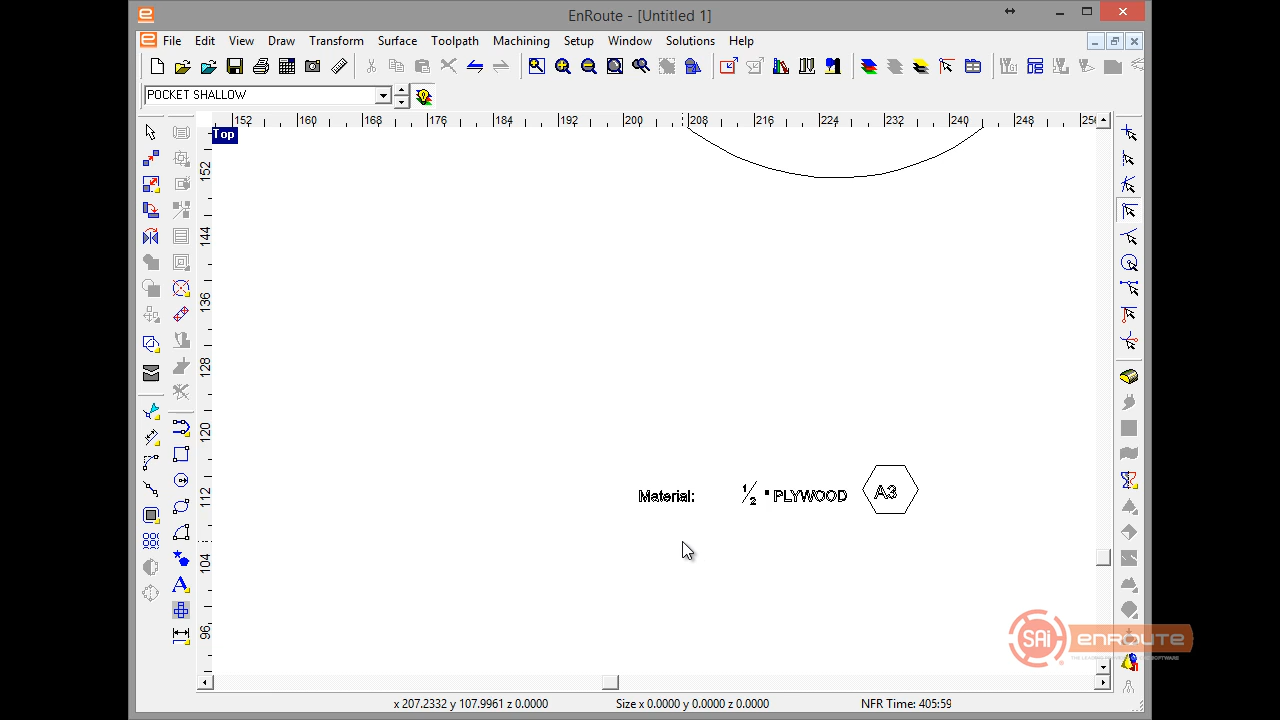 EnRoute - [Untitled 1]
File Edit View Draw Transform Surface Toolpath Machining Setup Window Solutions Help
POCKET SHALLOW
152 160 168 176 184 192 200 208 216 224 232 240 248
Top
152
144
136
128
120
112
104
96
Material: 1/2 " PLYWOOD A3
SAi ENROUTE
x 207.2332 y 107.9961 z 0.0000 Size x 0.0000 y 0.0000 z 0.0000 NFR Time: 405:59